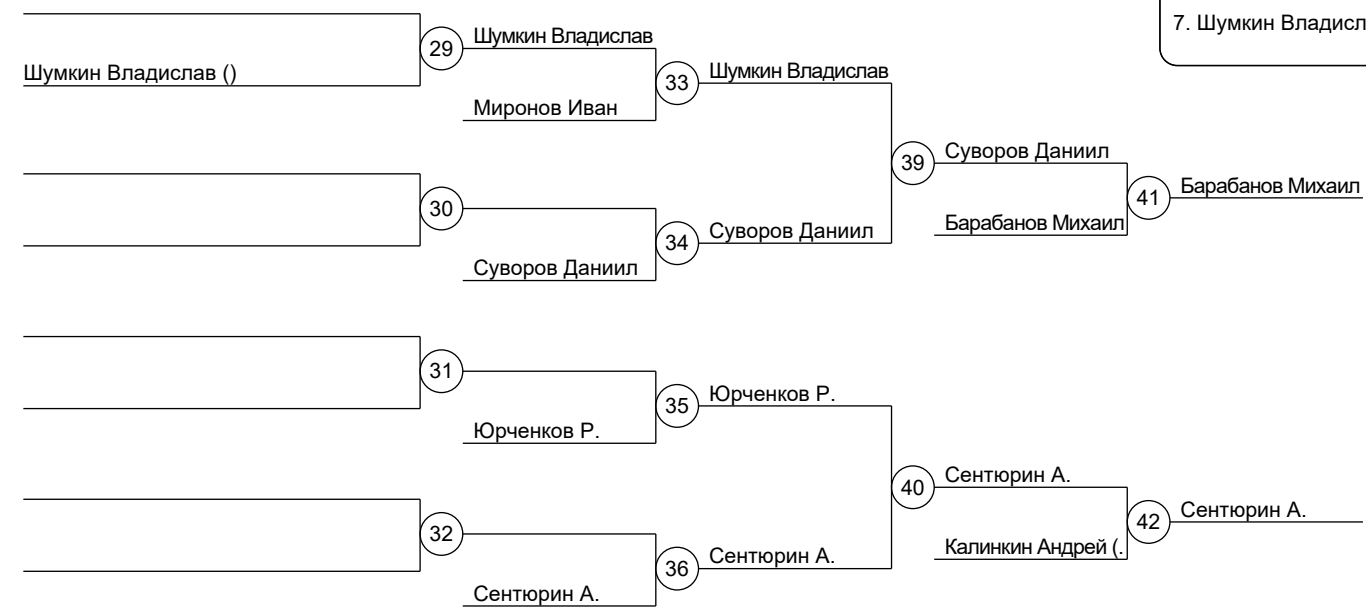 7. Шумкин Владисл
29
Шумкин Владислав
Шумкин Владислав ()
33
Шумкин Владислав
Миронов Иван
39
Суворов Даниил
41
Барабанов Михаил
30
Барабанов Михаил
34
Суворов Даниил
Суворов Даниил
31
35
Юрченков Р.
Юрченков Р.
40
Сентюрин А.
42
Сентюрин А.
32
Калинкин Андрей (.
36
Сентюрин А.
Сентюрин А.